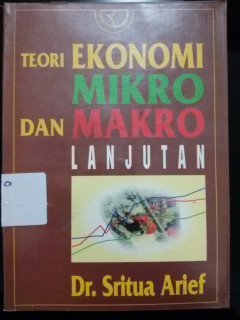 TEORI EKONOMI
MIKRO
DAN MAKRO
LANJUTAN
Dr. Sritua Arief